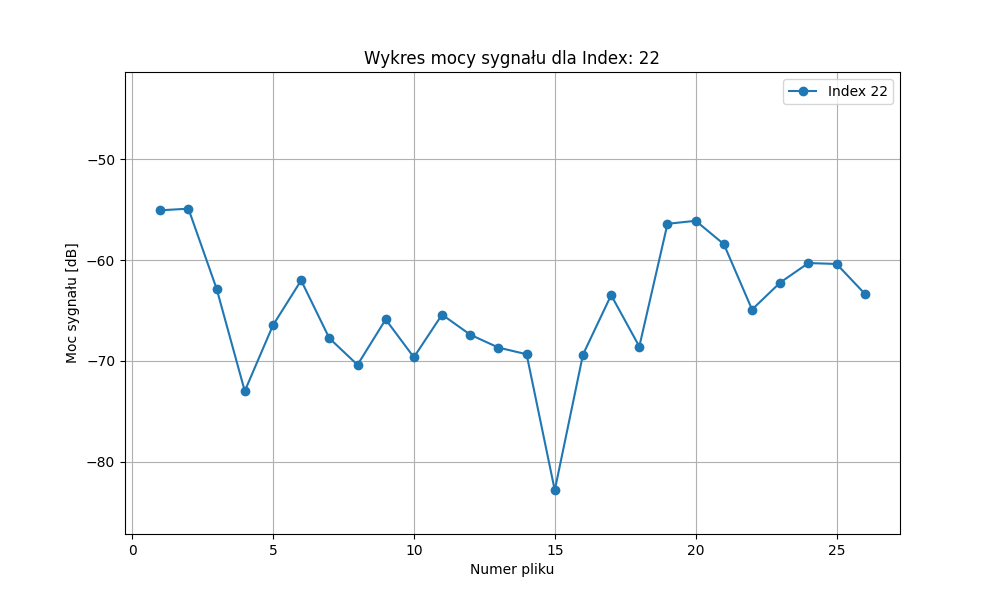 Wykres mocy sygnału dla Index: 22
Index 22
Moc sygnału [dB]
−50
−60
−70
−80
0 5 10 15 20 25
Numer pliku